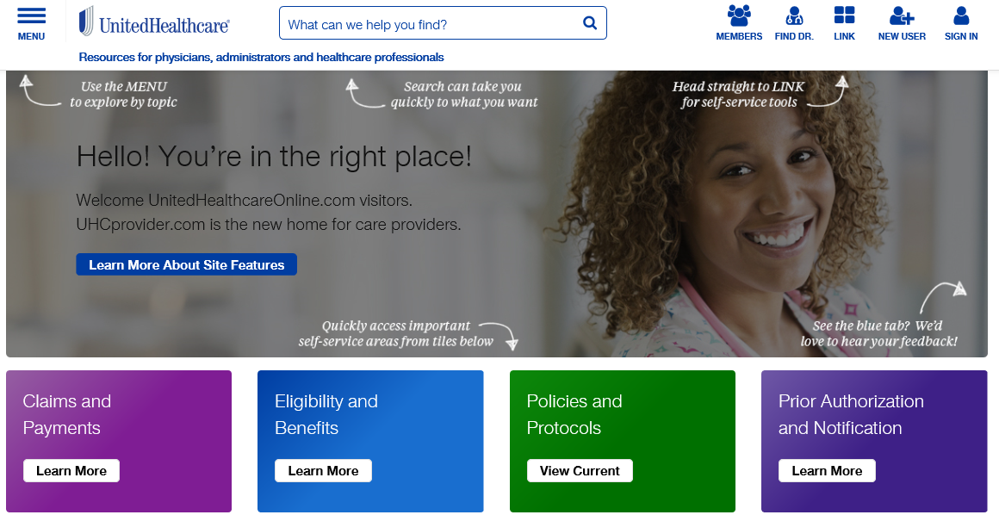 MENU
UnitedHealthcare®
What can we help you find?
MEMBERS
FIND DR.
LINK
NEW USER
SIGN IN
Resources for physicians, administrators and healthcare professionals
Use the MENU
to explore by topic
Search can take you
quickly to what you want
Head straight to LINK
for self-service tools
Hello! You're in the right place!
Welcome UnitedHealthcareOnline.com visitors.
UHCprovider.com is the new home for care providers.
Learn More About Site Features
Quickly access important
self-service areas from tiles below
See the blue tab? We'd
love to hear your feedback!
Claims and
Payments
Learn More
Eligibility and
Benefits
Learn More
Policies and
Protocols
View Current
Prior Authorization
and Notification
Learn More